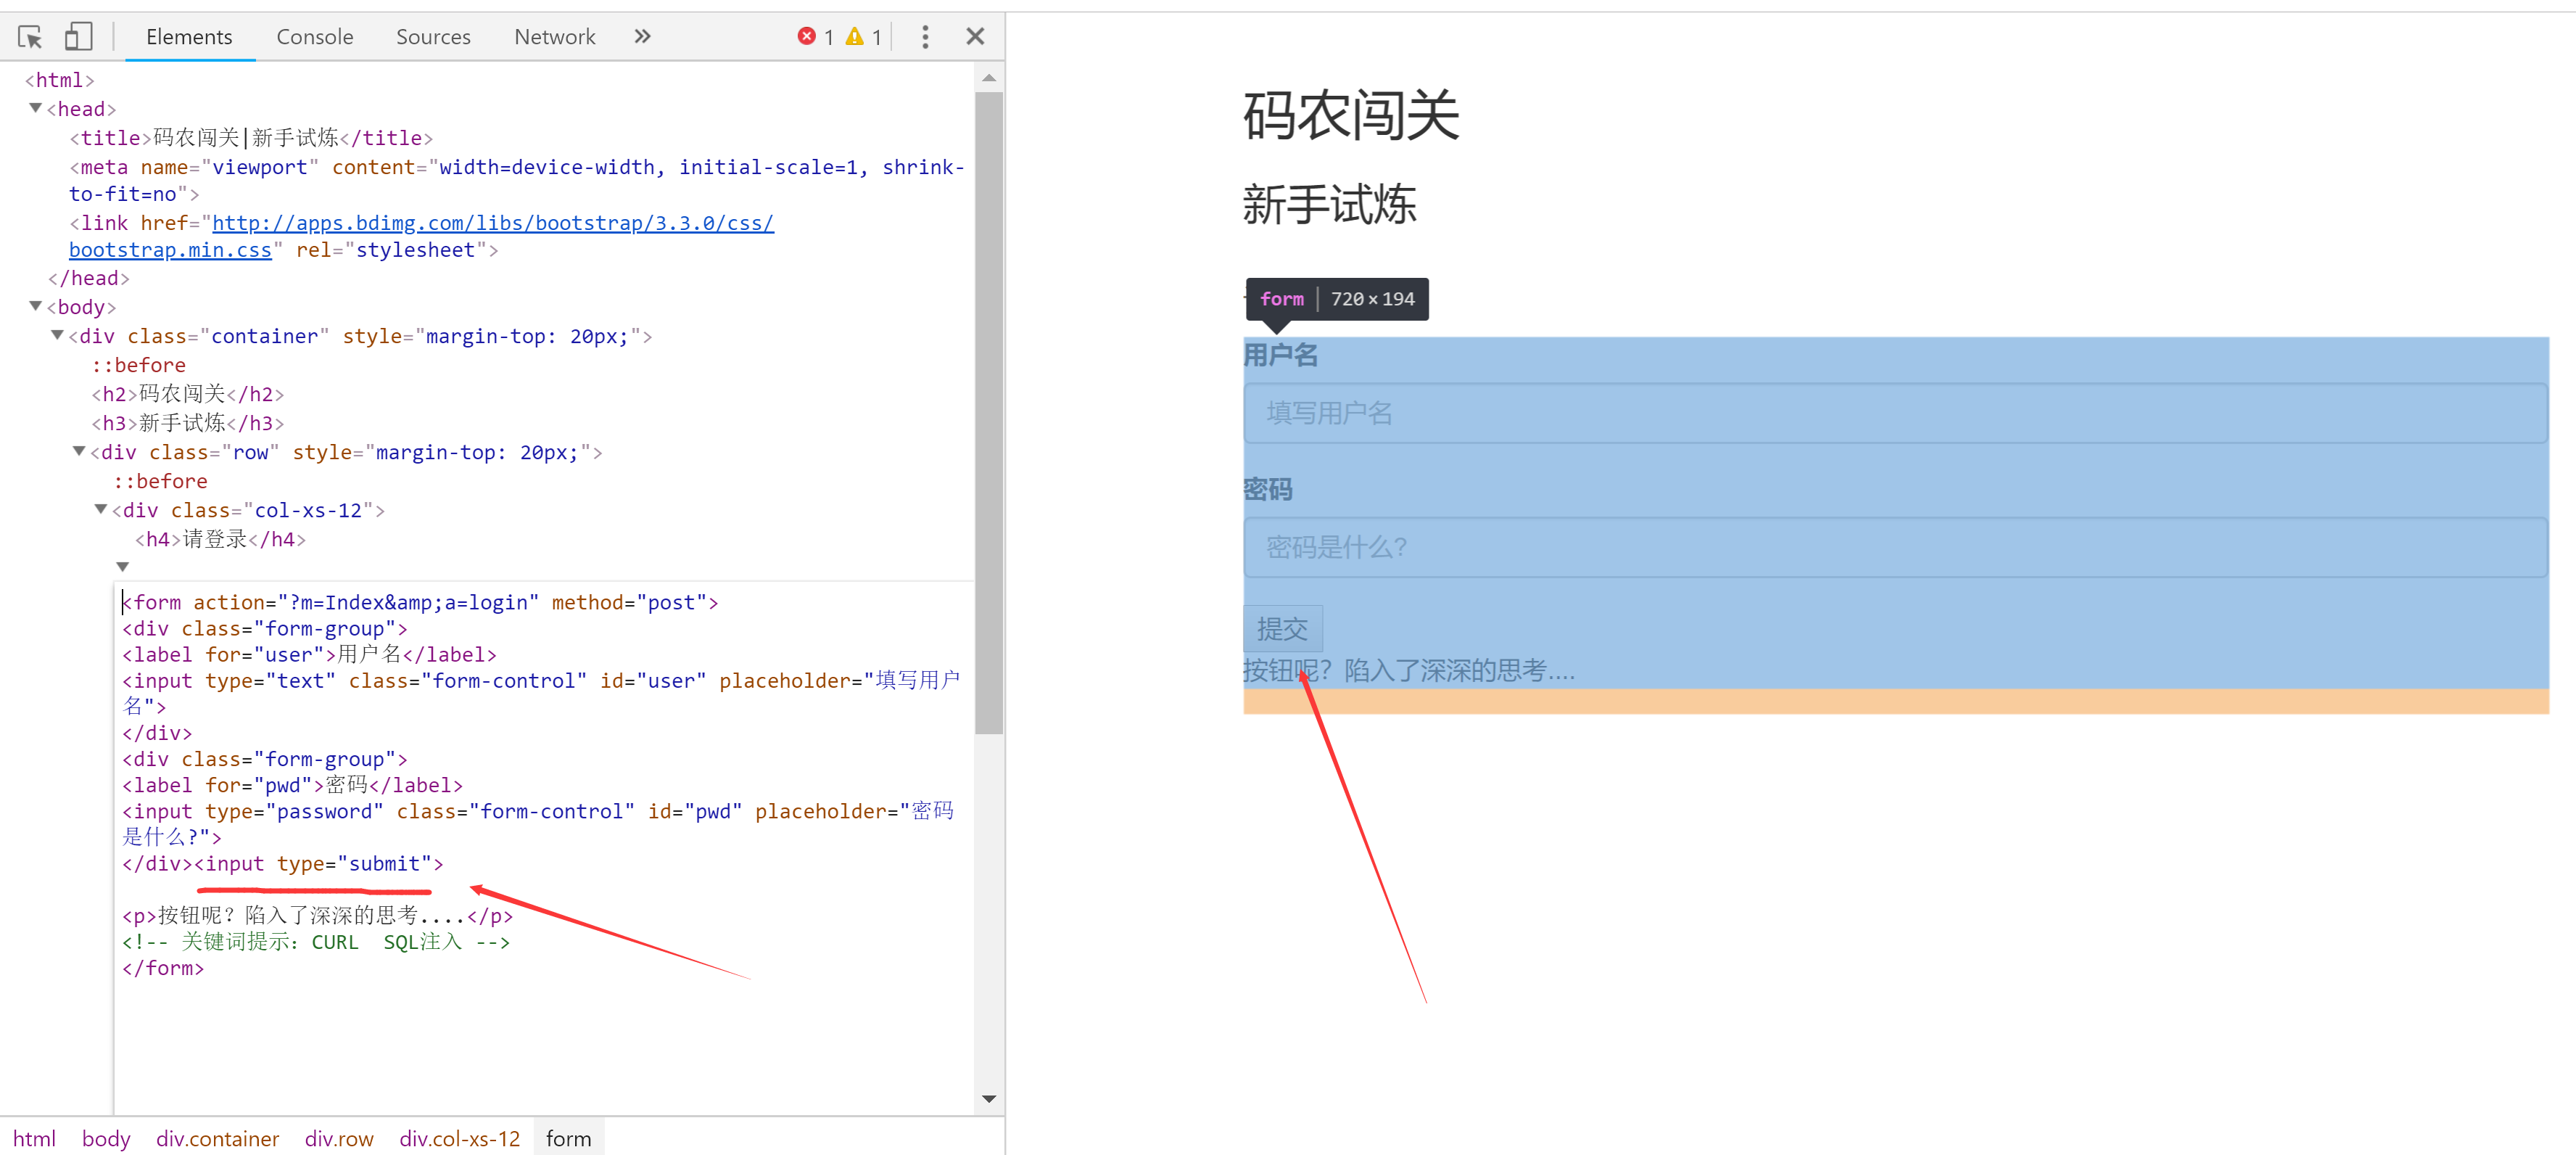 Elements Console Sources Network » 1 1
<html>
<head>
<title>码农闯关|新手试炼</title>
<meta name="viewport" content="width=device-width, initial-scale=1, shrink-
to-fit=no">
<link href="http://apps.bdimg.com/libs/bootstrap/3.3.0/css/
bootstrap.min.css" rel="stylesheet">
</head>
<body>
<div class="container" style="margin-top: 20px;">
::before
<h2>码农闯关</h2>
<h3>新手试炼</h3>
<div class="row" style="margin-top: 20px;">
::before
<div class="col-xs-12">
<h4>请登录</h4>
<form action="?m=Index&amp;a=login" method="post">
<div class="form-group">
<label for="user">用户名</label>
<input type="text" class="form-control" id="user" placeholder="填写用户
名">
</div>
<div class="form-group">
<label for="pwd">密码</label>
<input type="password" class="form-control" id="pwd" placeholder="密码
是什么?">
</div><input type="submit">
<p>按钮呢？陷入了深深的思考....</p>
<!-- 关键词提示：CURL  SQL注入 -->
</form>
html body div.container div.row div.col-xs-12 form
码农闯关
新手试炼
form 720×194
用户名
填写用户名
密码
密码是什么?
提交
按钮呢？陷入了深深的思考....